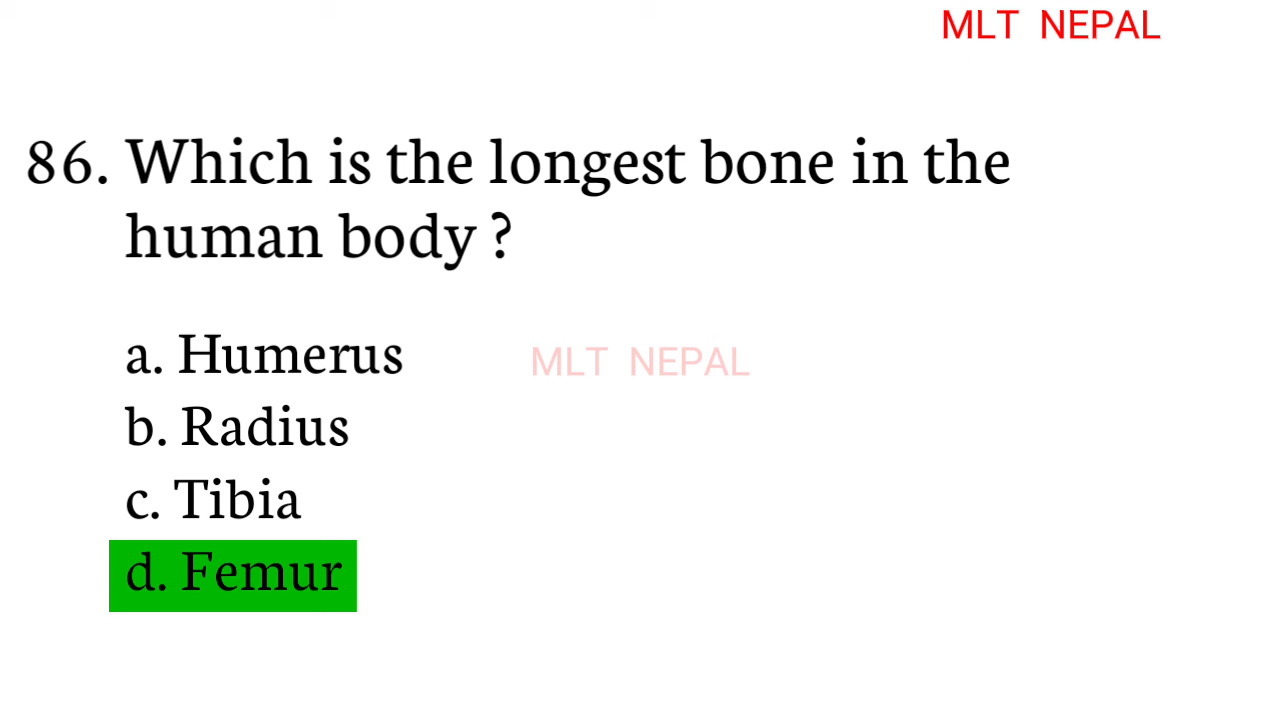 MLT NEPAL
86. Which is the longest bone in the
human body ?
a. Humerus
MLT NEPAL
b. Radius
c. Tibia
d. Femur